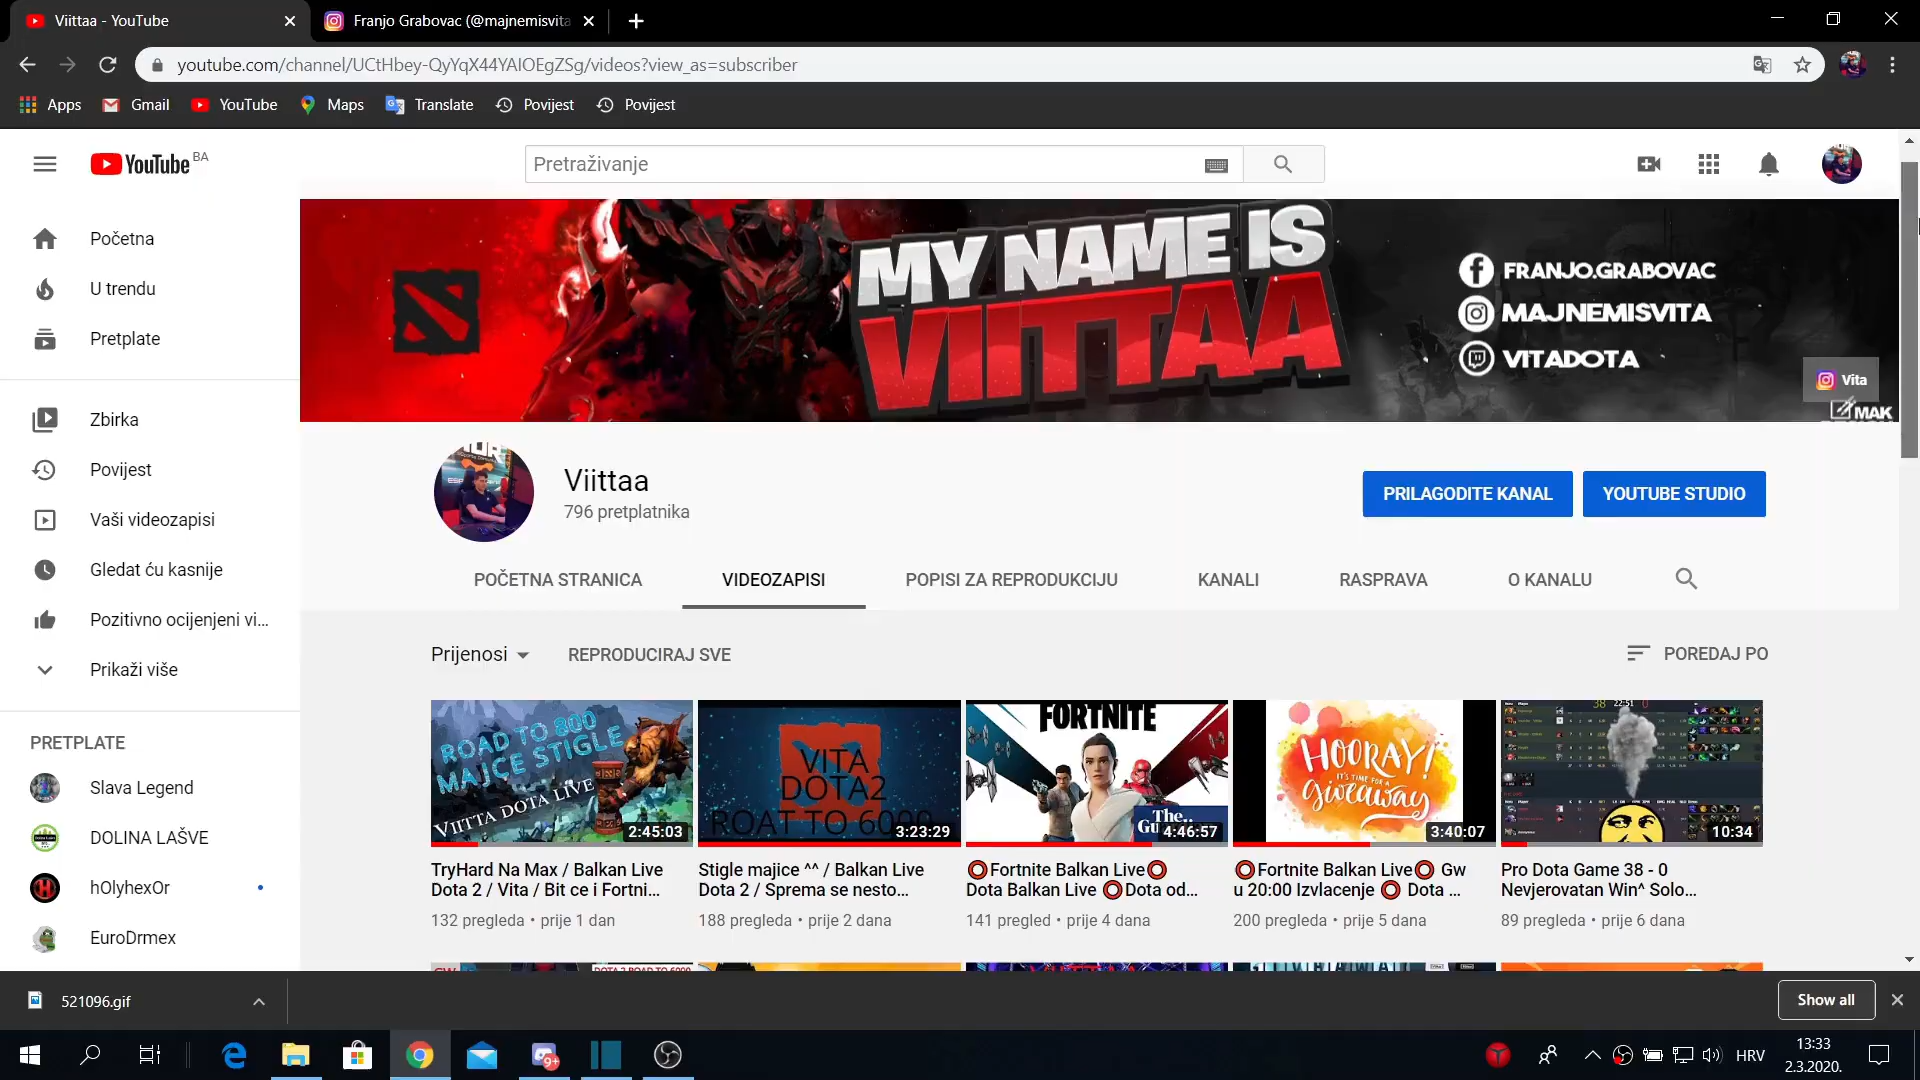 Viittaa - YouTube
Franjo Grabovac (@majnemisvita
youtube.com/channel/UCtHbey-QyYqX44YAIOEgZSg/videos?view_as=subscriber
Apps
Gmail
YouTube
Maps
Translate
Povijest
Povijest
YouTube BA
Pretraživanje
Početna
U trendu
Pretplate
Zbirka
Povijest
Vaši videozapisi
Gledat ću kasnije
Pozitivno ocijenjeni vi...
Prikaži više
PRETPLATE
Slava Legend
DOLINA LAŠVE
hOlyhexOr
EuroDrmex
MY NAME IS
VIITTAA
FRANJO.GRABOVAC
MAJNEMISVITA
VITADOTA
Vita
MAK
Viittaa
796 pretplatnika
PRILAGODITE KANAL
YOUTUBE STUDIO
POČETNA STRANICA
VIDEOZAPISI
POPISI ZA REPRODUKCIJU
KANALI
RASPRAVA
O KANALU
Prijenosi
REPRODUCIRAJ SVE
POREDAJ PO
ROAD TO 800
MAJCE STIGLE
VIITTA DOTA LIVE
2:45:03
TryHard Na Max / Balkan Live
Dota 2 / Vita / Bit ce i Fortni...
132 pregleda • prije 1 dan
VITA
DOTA2
ROAT TO 6000
3:23:29
Stigle majice ^^ / Balkan Live
Dota 2 / Sprema se nesto...
188 pregleda • prije 2 dana
FORTNITE
The
4:46:57
⭕Fortnite Balkan Live⭕
Dota Balkan Live ⭕Dota od...
141 pregled • prije 4 dana
HOORAY!
IT'S TIME FOR A
giveaway
3:40:07
⭕Fortnite Balkan Live⭕ Gw
u 20:00 Izvlacenje ⭕ Dota ...
200 pregleda • prije 5 dana
38 22:51 0
10:34
Pro Dota Game 38 - 0
Nevjerovatan Win^ Solo...
89 pregleda • prije 6 dana
521096.gif
Show all
9+
HRV
13:33
2.3.2020.